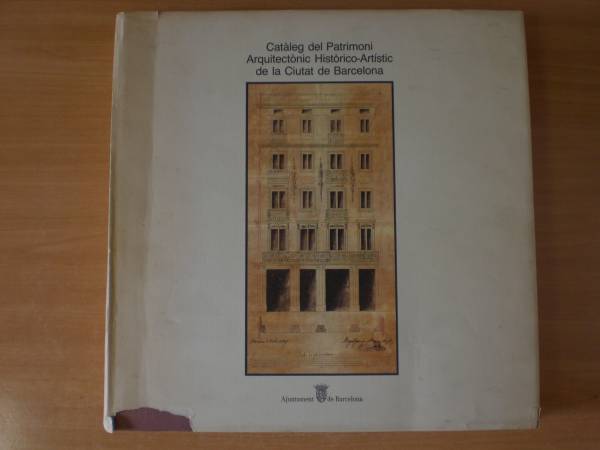 Catàleg del Patrimoni
Arquitectònic Històrico-Artístic
de la Ciutat de Barcelona
Ajuntament de Barcelona